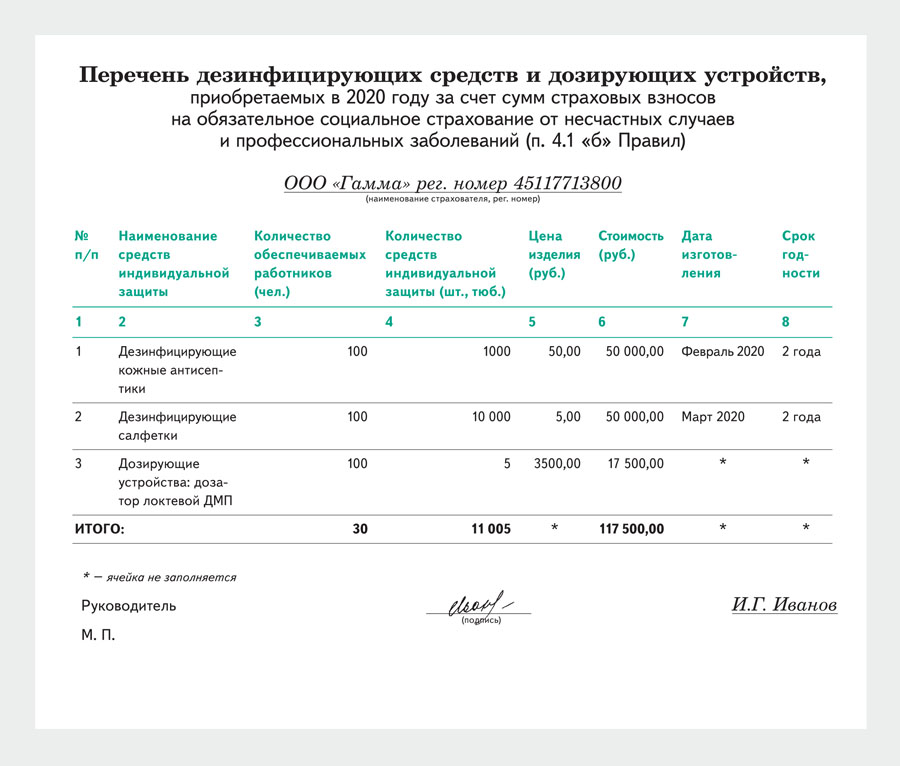 Перечень дезинфицирующих средств и дозирующих устройств,
приобретаемых в 2020 году за счет сумм страховых взносов
на обязательное социальное страхование от несчастных случаев
и профессиональных заболеваний (п. 4.1 «б» Правил)
ООО «Гамма» рег. номер 45117713800
(наименование страхователя, рег. номер)
№ п/п Наименование средств индивидуальной защиты Количество обеспечиваемых работников (чел.) Количество средств индивидуальной защиты (шт., тюб.) Цена изделия (руб.) Стоимость (руб.) Дата изготов-ления Срок год-ности
1 2 3 4 5 6 7 8
1 Дезинфицирующие 100 1000 50,00 50 000,00 Февраль 2020 2 года
кожные антисеп-
тики
2 Дезинфицирующие 100 10 000 5,00 50 000,00 Март 2020 2 года
салфетки
3 Дозирующие 100 5 3500,00 17 500,00 * *
устройства: доза-
тор локтевой ДМП
ИТОГО: 30 11 005 * 117 500,00 * *
* — ячейка не заполняется
Руководитель И.Г. Иванов
(подпись)
М. П.